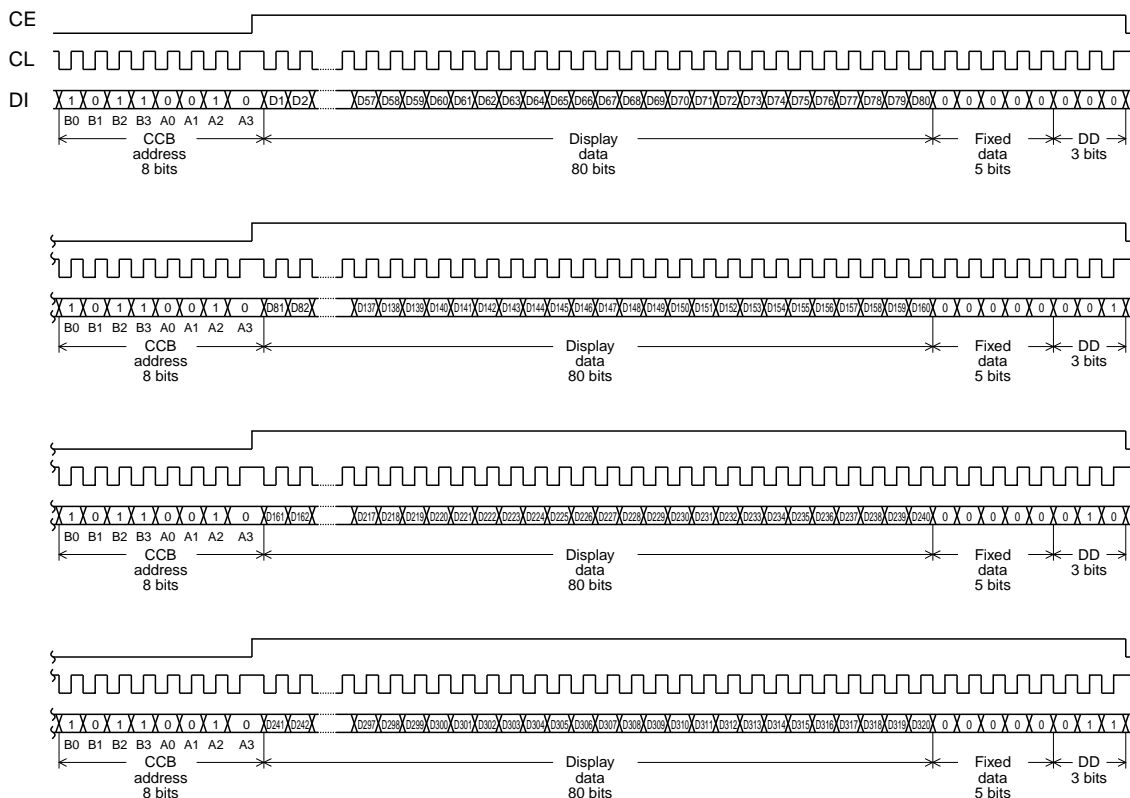 CE
CL
DI
1 0 1 1 0 0 1 0 D1 D2 D57 D58 D59 D60 D61 D62 D63 D64 D65 D66 D67 D68 D69 D70 D71 D72 D73 D74 D75 D76 D77 D78 D79 D80 0 0 0 0 0 0 0 0
B0 B1 B2 B3 A0 A1 A2 A3
CCB address 8 bits
Display data 80 bits
Fixed data 5 bits
DD 3 bits
1 0 1 1 0 0 1 0 D81 D82 D137 D138 D139 D140 D141 D142 D143 D144 D145 D146 D147 D148 D149 D150 D151 D152 D153 D154 D155 D156 D157 D158 D159 D160 0 0 0 0 0 0 0 1
B0 B1 B2 B3 A0 A1 A2 A3
CCB address 8 bits
Display data 80 bits
Fixed data 5 bits
DD 3 bits
1 0 1 1 0 0 1 0 D161 D162 D217 D218 D219 D220 D221 D222 D223 D224 D225 D226 D227 D228 D229 D230 D231 D232 D233 D234 D235 D236 D237 D238 D239 D240 0 0 0 0 0 0 1 0
B0 B1 B2 B3 A0 A1 A2 A3
CCB address 8 bits
Display data 80 bits
Fixed data 5 bits
DD 3 bits
1 0 1 1 0 0 1 0 D241 D242 D297 D298 D299 D300 D301 D302 D303 D304 D305 D306 D307 D308 D309 D310 D311 D312 D313 D314 D315 D316 D317 D318 D319 D320 0 0 0 0 0 0 1 1
B0 B1 B2 B3 A0 A1 A2 A3
CCB address 8 bits
Display data 80 bits
Fixed data 5 bits
DD 3 bits